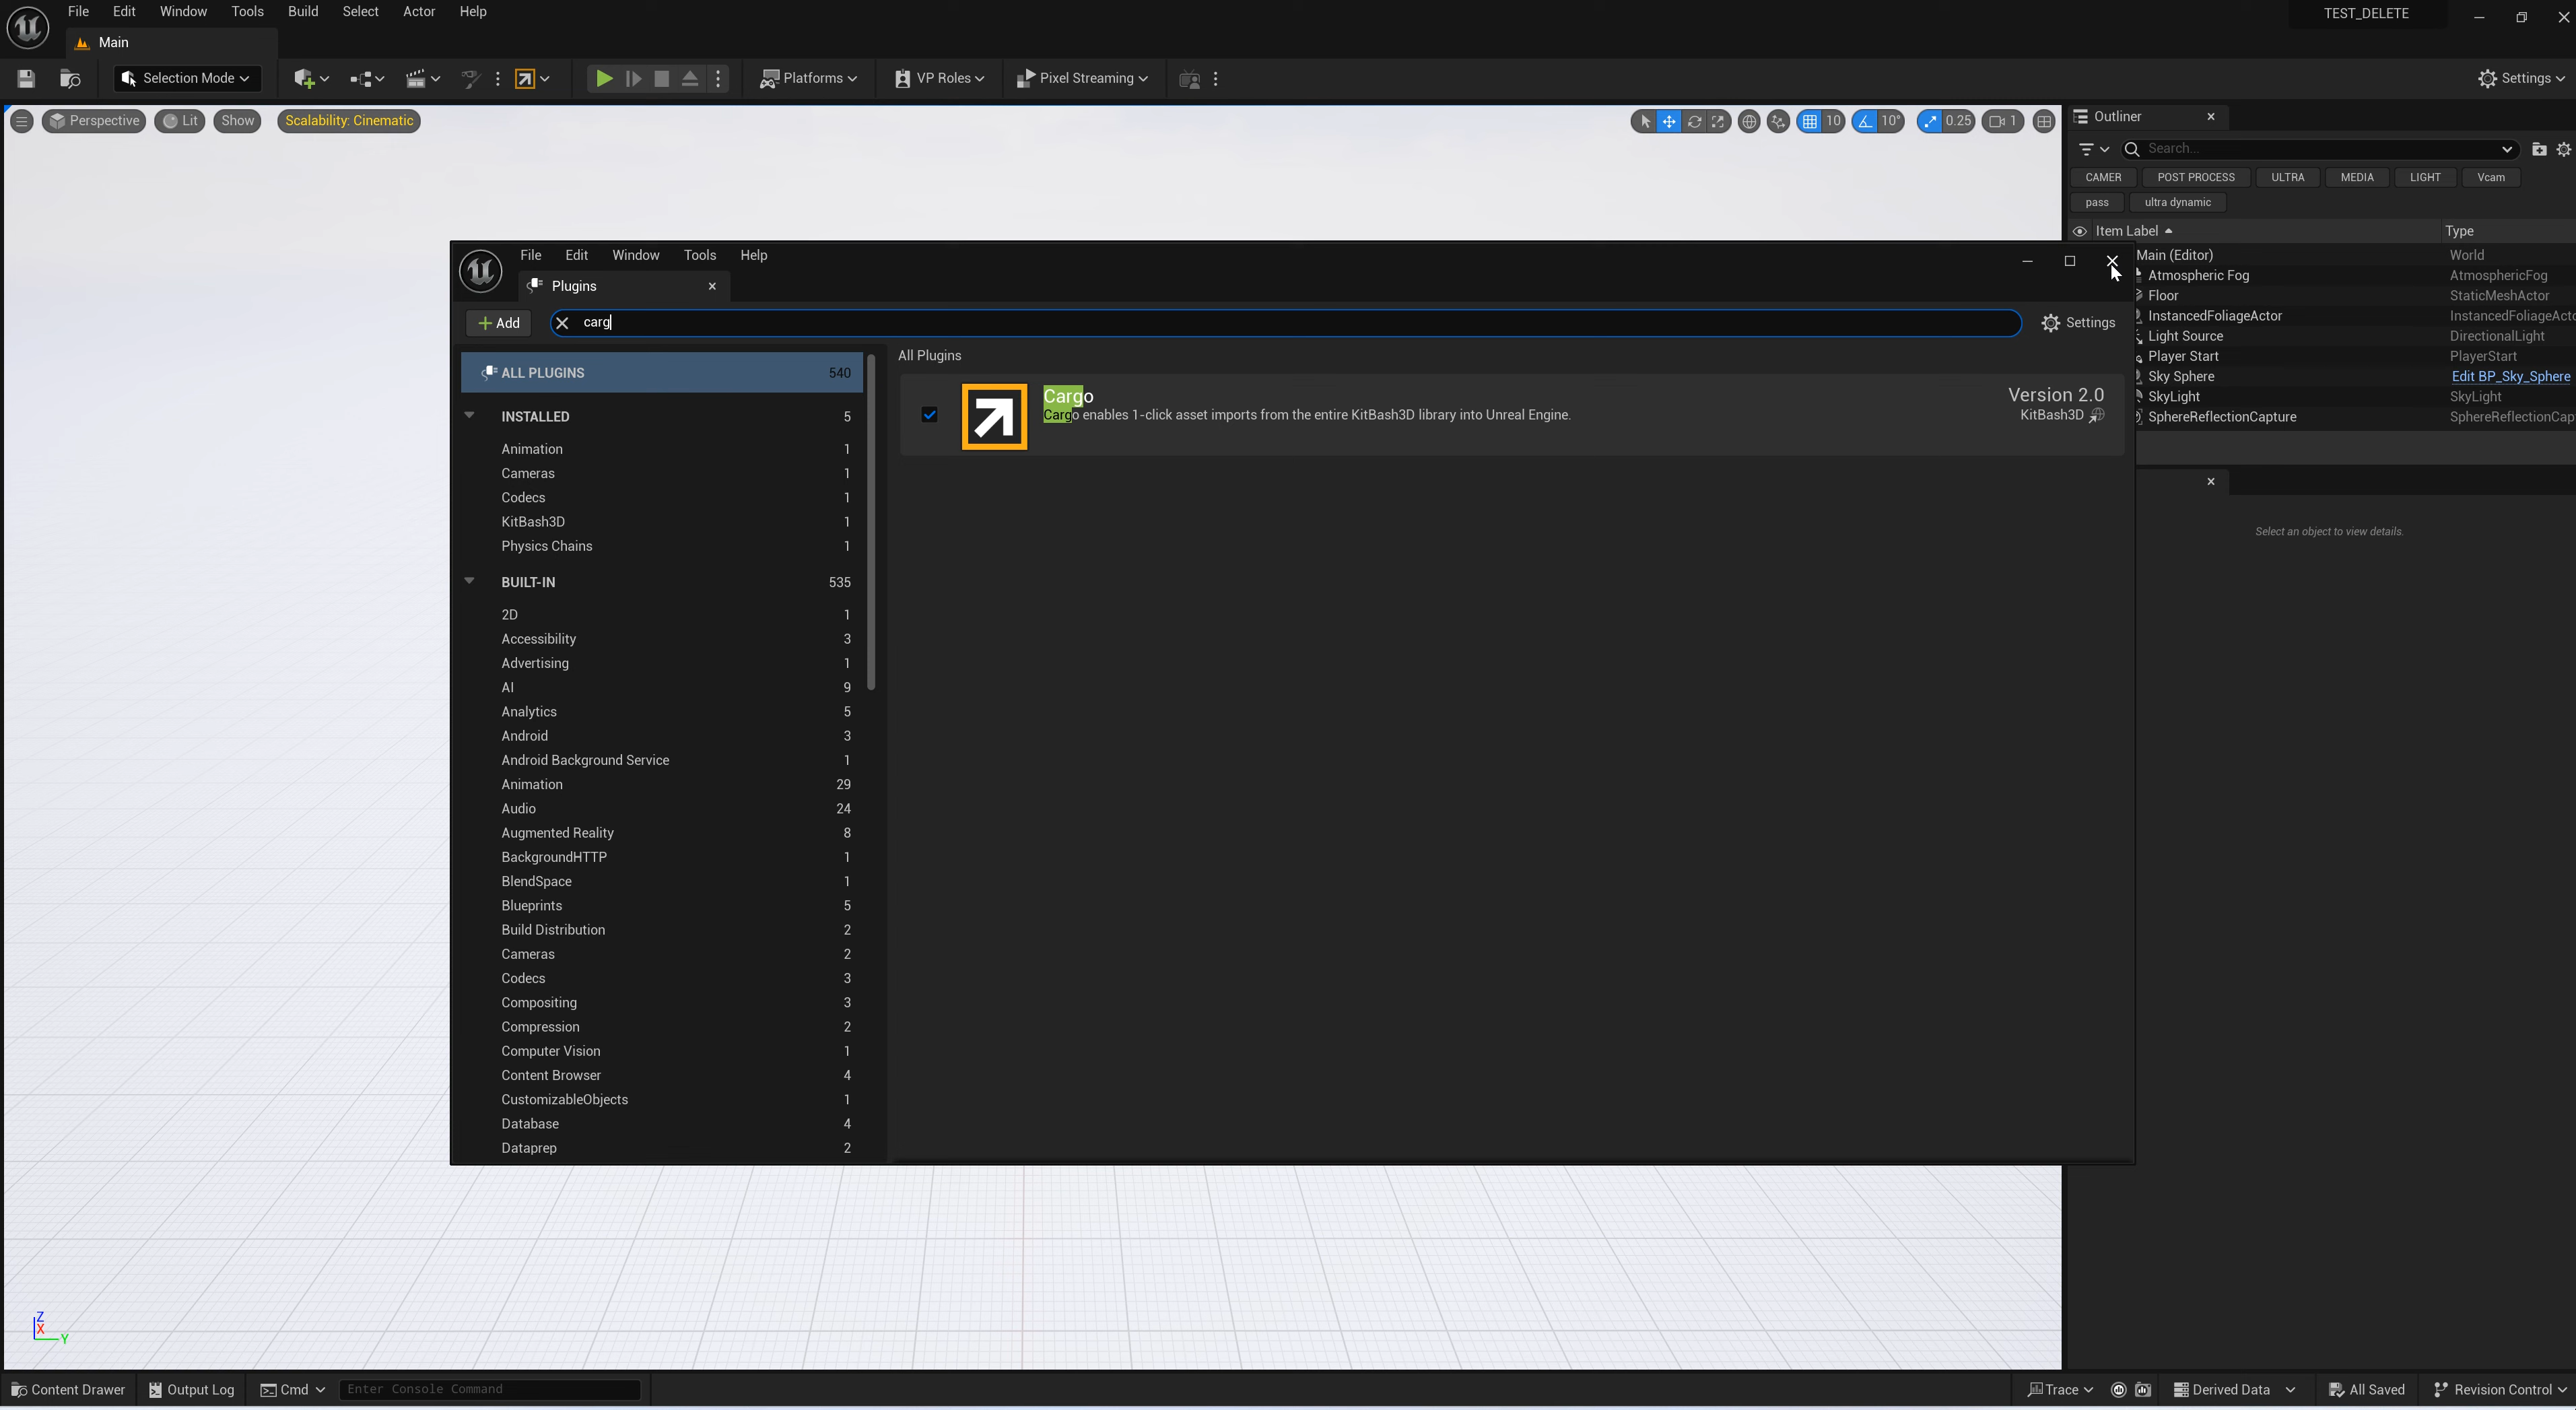 File Edit Window Tools Build Select Actor Help
TEST_DELETE
Main
Selection Mode
Platforms
VP Roles
Pixel Streaming
Settings
Perspective
Lit
Show
Scalability: Cinematic
10
10°
0.25
1
Outliner
Search...
CAMER POST PROCESS ULTRA MEDIA LIGHT Vcam
pass ultra dynamic
Item Label Type
Main (Editor) World
Atmospheric Fog AtmosphericFog
Floor StaticMeshActor
InstancedFoliageActor InstancedFoliageActo
Light Source DirectionalLight
Player Start PlayerStart
Sky Sphere Edit BP_Sky_Sphere
SkyLight SkyLight
SphereReflectionCapture SphereReflectionCap
Select an object to view details.
File Edit Window Tools Help
Plugins
Add
carg
Settings
ALL PLUGINS 540
INSTALLED 5
Animation 1
Cameras 1
Codecs 1
KitBash3D 1
Physics Chains 1
BUILT-IN 535
2D 1
Accessibility 3
Advertising 1
AI 9
Analytics 5
Android 3
Android Background Service 1
Animation 29
Audio 24
Augmented Reality 8
BackgroundHTTP 1
BlendSpace 1
Blueprints 5
Build Distribution 2
Cameras 2
Codecs 3
Compositing 3
Compression 2
Computer Vision 1
Content Browser 4
CustomizableObjects 1
Database 4
Dataprep 2
All Plugins
Cargo
Version 2.0
Cargo enables 1-click asset imports from the entire KitBash3D library into Unreal Engine.
KitBash3D
Z
X
Y
Content Drawer
Output Log
Cmd
Enter Console Command
Trace
Derived Data
All Saved
Revision Control